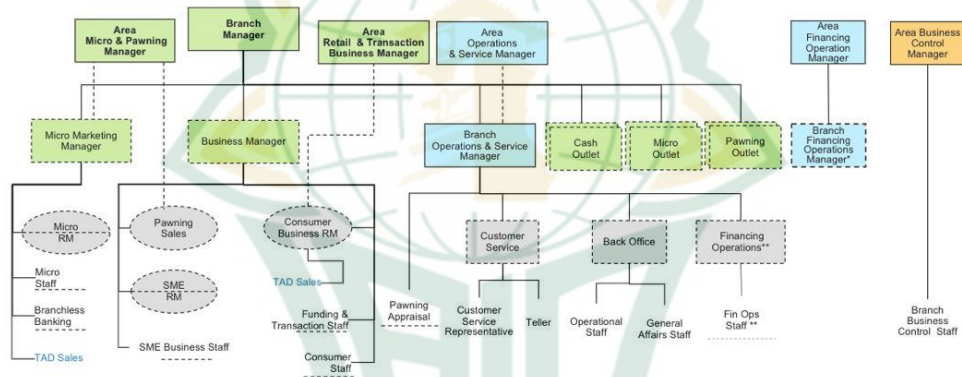 Area
Micro & Pawning
Manager
Branch
Manager
Area
Retail & Transaction
Business Manager
Area
Operations
& Service Manager
Area
Financing
Operation
Manager
Area Business
Control
Manager
Micro Marketing
Manager
Business Manager
Branch
Operations & Service
Manager
Cash
Outlet
Micro
Outlet
Pawning
Outlet
Branch
Financing
Operations
Manager*
Micro
RM
Pawning
Sales
Consumer
Business RM
Customer
Service
Back Office
Financing
Operations**
Micro
Staff
SME
RM
TAD Sales
Branchless
Banking
Funding &
Transaction Staff
Pawning
Appraisal
Customer
Service
Representative
Teller
Operational
Staff
General
Affairs Staff
Fin Ops
Staff **
Branch
Business
Control Staff
TAD Sales
SME Business Staff
Consumer
Staff